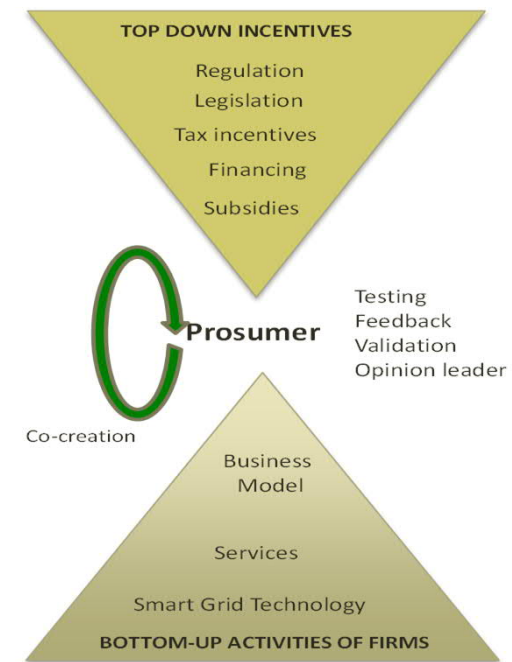 TOP DOWN INCENTIVES
Regulation
Legislation
Tax incentives
Financing
Subsidies
Prosumer
Testing
Feedback
Validation
Opinion leader
Co-creation
Business
Model
Services
Smart Grid Technology
BOTTOM-UP ACTIVITIES OF FIRMS